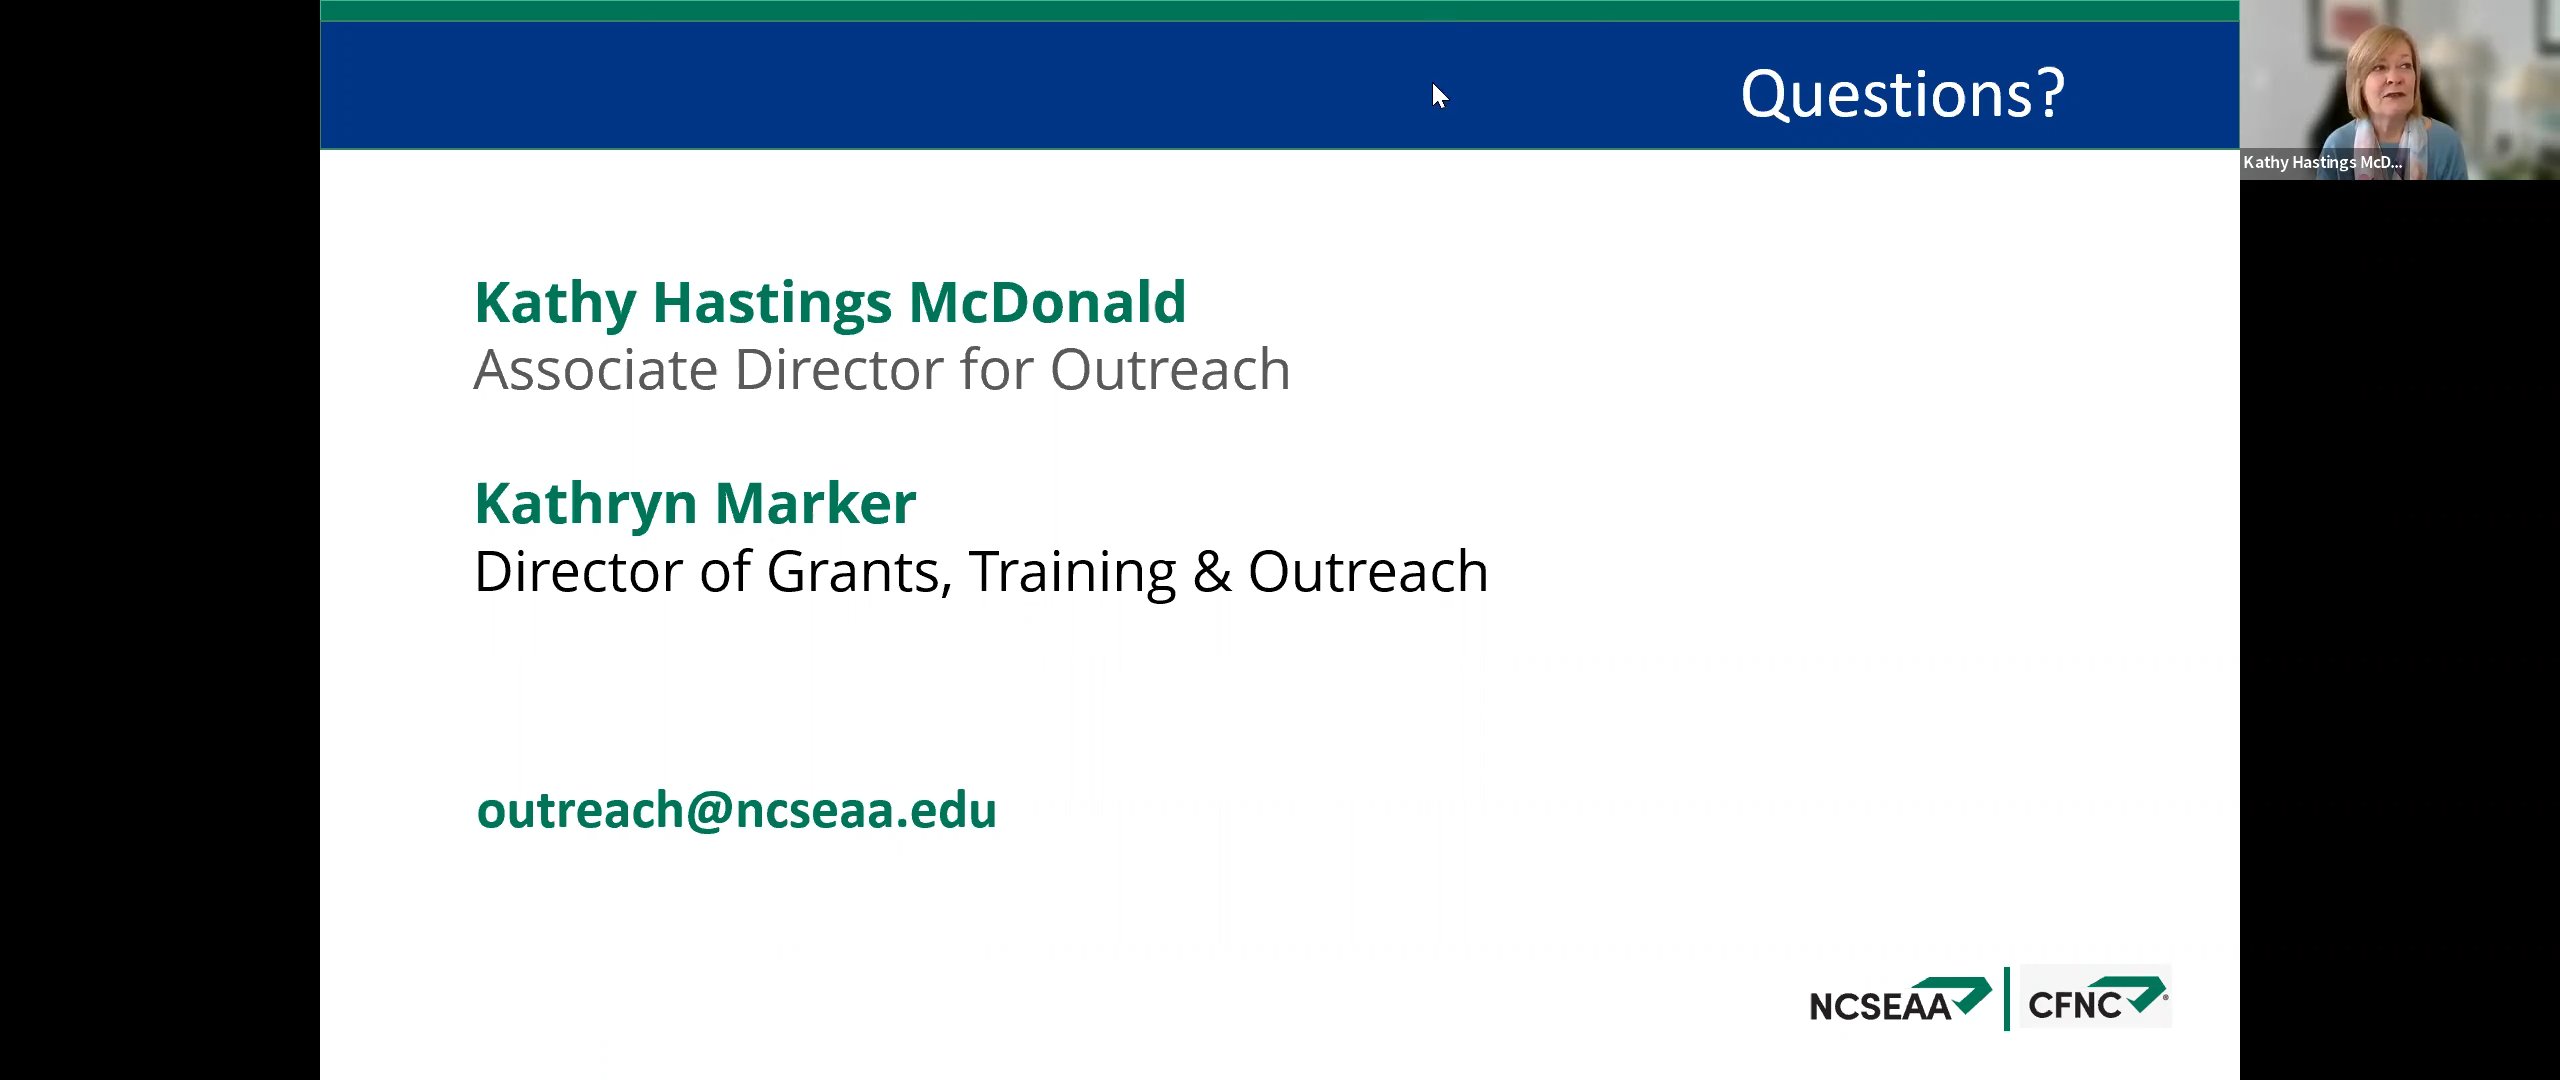 Questions?
Kathy Hastings McD...
Kathy Hastings McDonald
Associate Director for Outreach
Kathryn Marker
Director of Grants, Training & Outreach
outreach@ncseaa.edu
NCSEAA
CFNC®